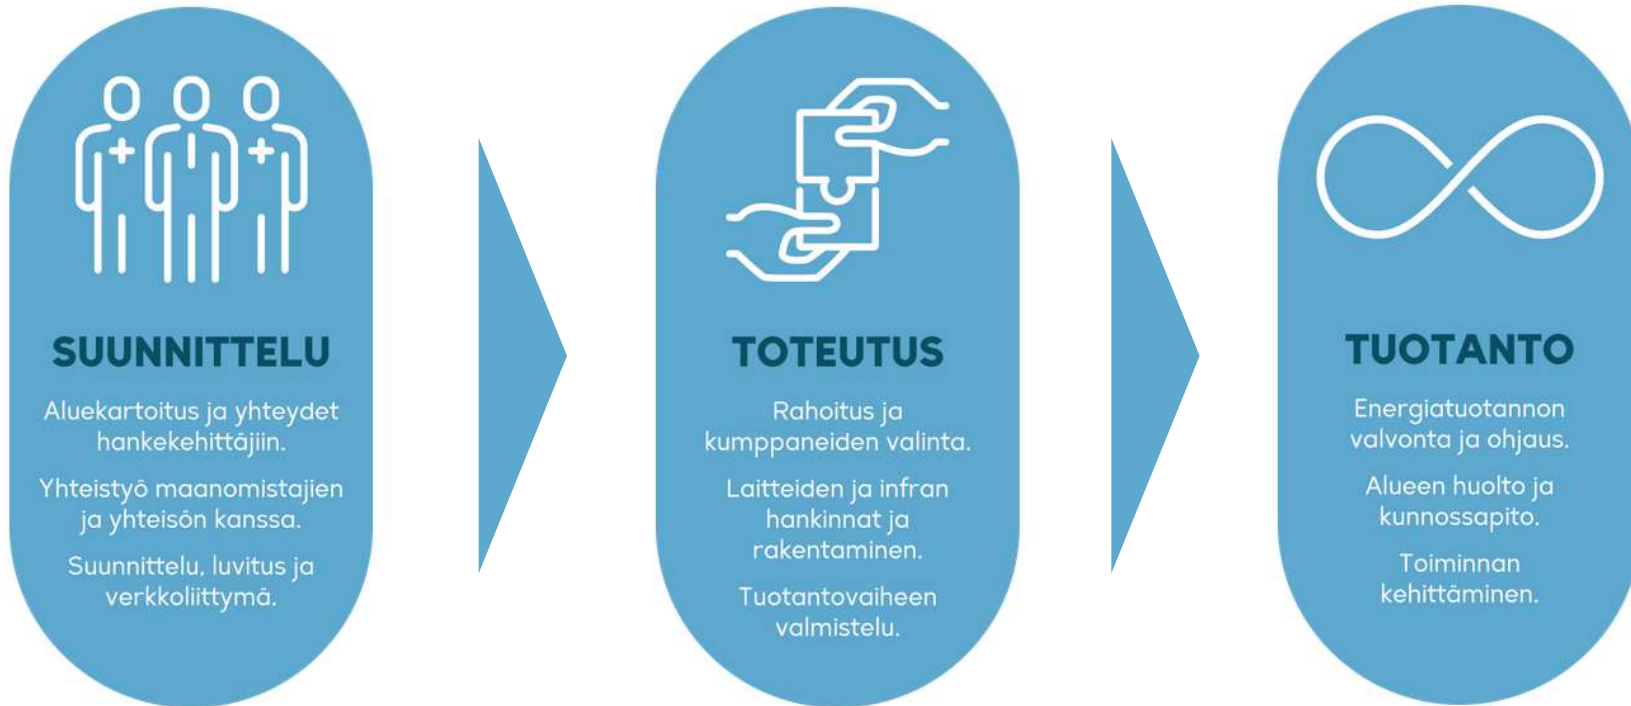 SUUNNITTELU
Aluekartoitus ja yhteydet
hankekehittäjiin.
Yhteistyö maanomistajien
ja yhteisön kanssa.
Suunnittelu, luvitus ja
verkkoliittymä.
TOTEUTUS
Rahoitus ja
kumppaneiden valinta.
Laitteiden ja infran
hankinnat ja
rakentaminen.
Tuotantovaiheen
valmistelu.
TUOTANTO
Energiatuotannon
valvonta ja ohjaus.
Alueen huolto ja
kunnossapito.
Toiminnan
kehittäminen.